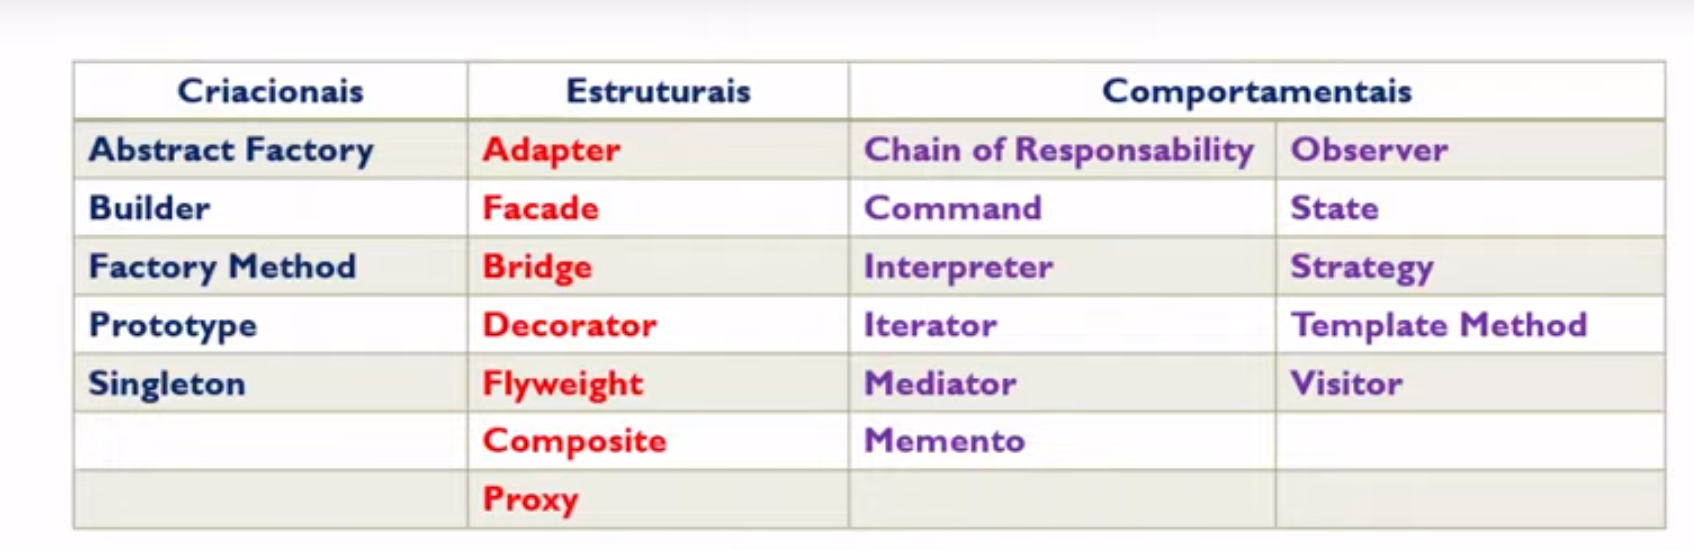 Criacionais Estruturais Comportamentais
Abstract Factory Adapter Chain of Responsability Observer
Builder Facade Command State
Factory Method Bridge Interpreter Strategy
Prototype Decorator Iterator Template Method
Singleton Flyweight Mediator Visitor
Composite Memento
Proxy